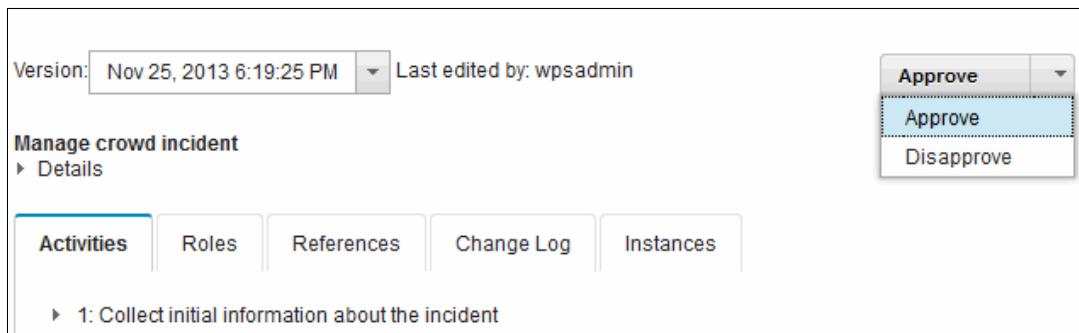 Version: Nov 25, 2013 6:19:25 PM Last edited by: wpsadmin
Approve
Approve
Disapprove
Manage crowd incident
Details
Activities Roles References Change Log Instances
1: Collect initial information about the incident